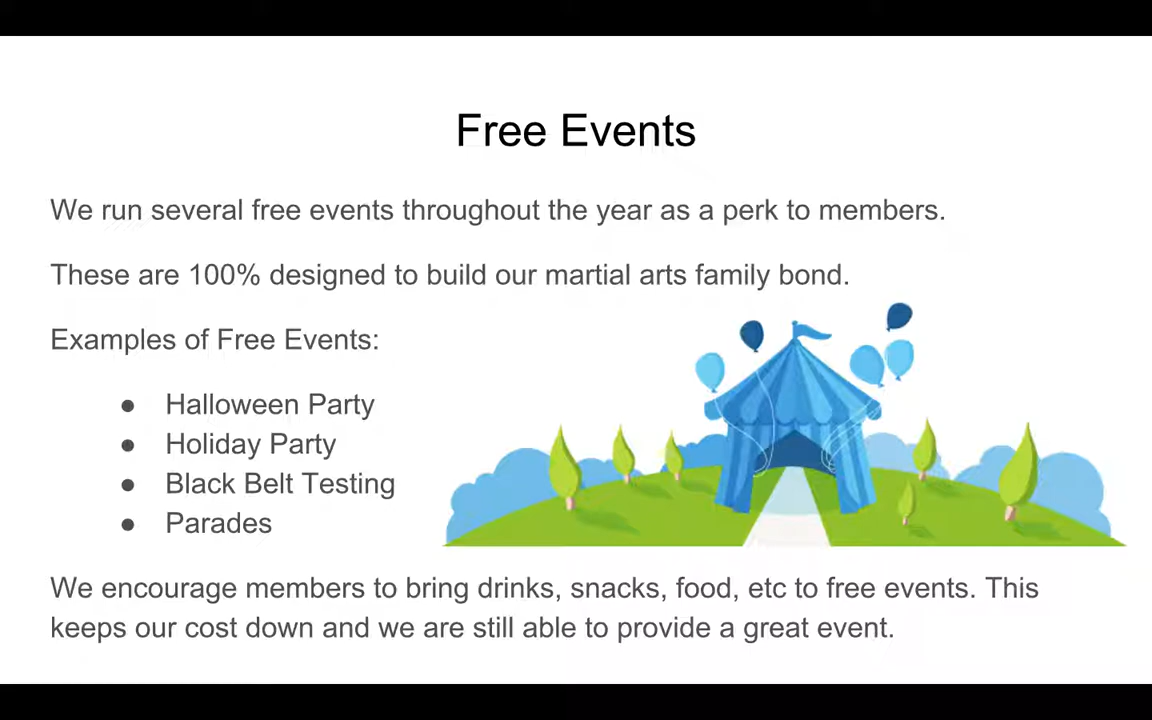 Free Events
We run several free events throughout the year as a perk to members.
These are 100% designed to build our martial arts family bond.
Examples of Free Events:
● Halloween Party
● Holiday Party
● Black Belt Testing
● Parades
We encourage members to bring drinks, snacks, food, etc to free events. This
keeps our cost down and we are still able to provide a great event.